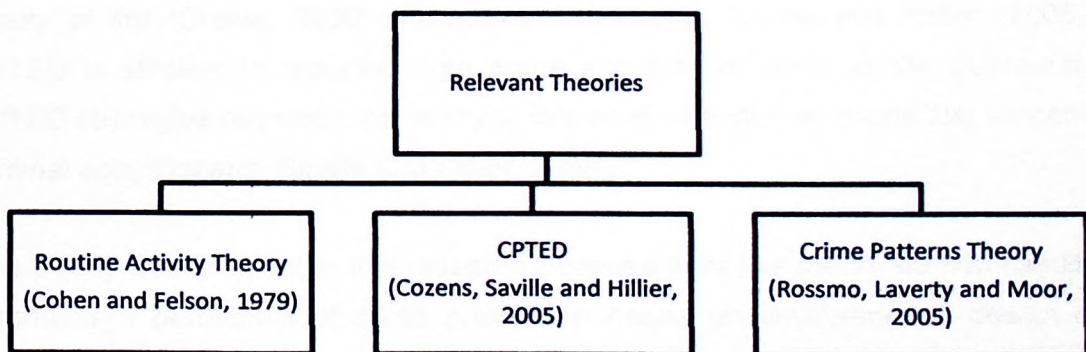 Relevant Theories
Routine Activity Theory
(Cohen and Felson, 1979)
CPTED
(Cozens, Saville and Hillier,
2005)
Crime Patterns Theory
(Rossmo, Laverty and Moor,
2005)